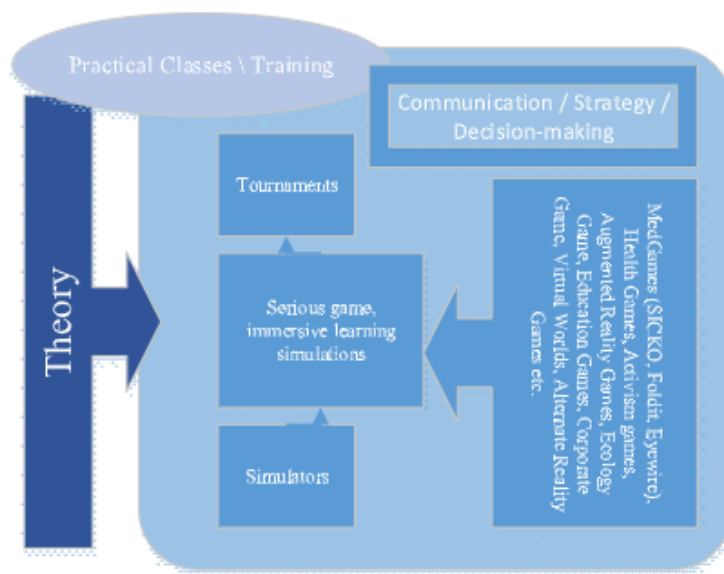 Practical Classes \ Training
Communication / Strategy /
Decision-making
Tournaments
Theory
Serious game,
immersive learning
simulations
Simulators
MedGames (SICKO, Foldit, Eyewire),
Health Games, Activism games,
Augmented Reality Games, Ecology
Game, Education Games, Corporate
Game, Virtual Worlds, Alternate Reality
Games etc.